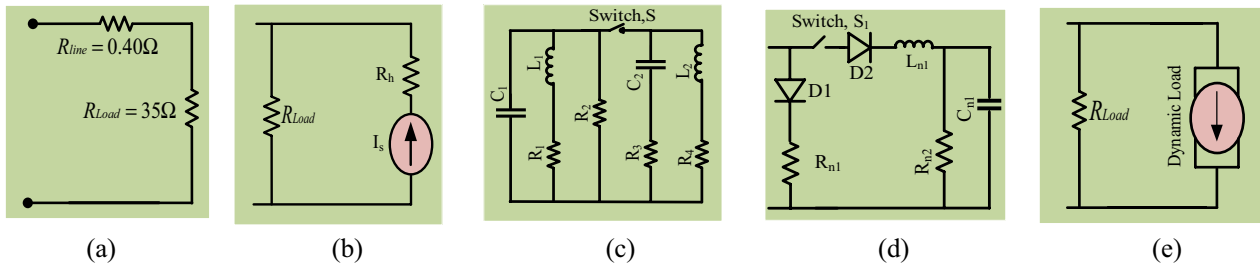 R_line = 0.40Ω
R_Load = 35Ω
(a)
R_Load
R_h
I_s
(b)
Switch,S
C_1
L_1
R_1
R_2
C_2
R_3
L_2
R_4
(c)
Switch, S_1
D1
D2
L_n1
R_n1
R_n2
C_n1
(d)
R_Load
Dynamic Load
(e)